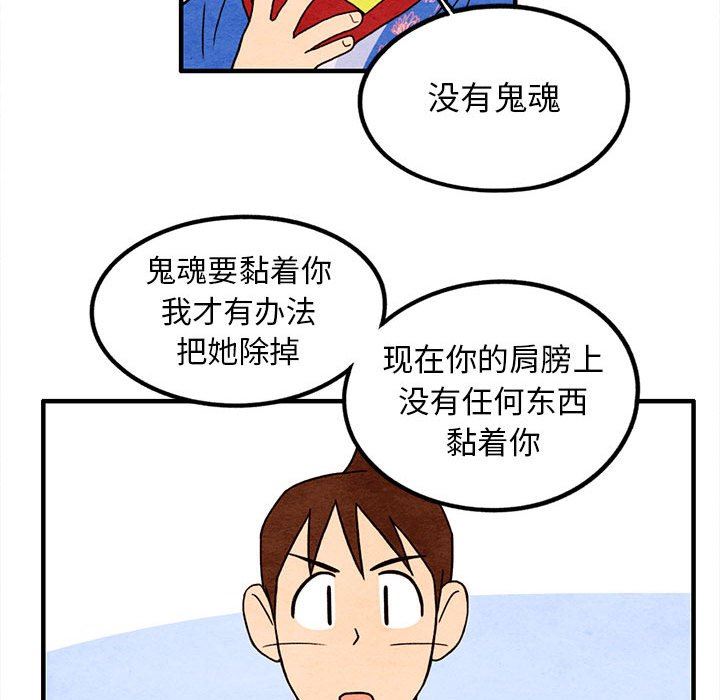 没有鬼魂
鬼魂要黏着你
我才有办法
把她除掉
现在你的肩膀上
没有任何东西
黏着你